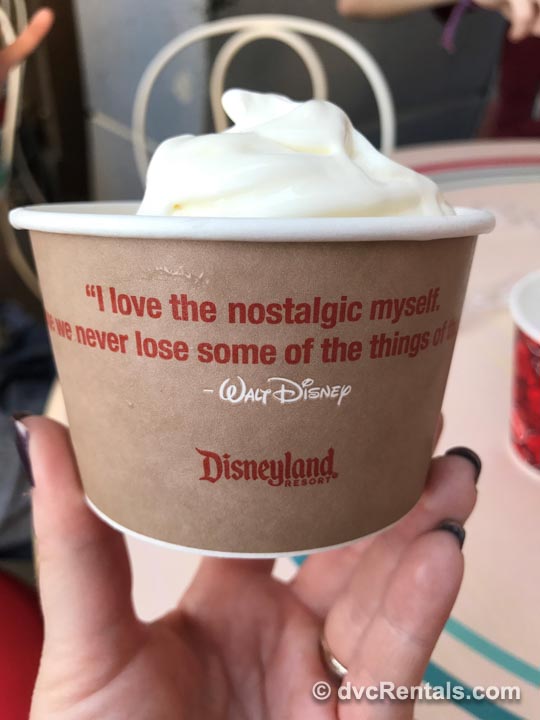 “I love the nostalgic myself.
we never lose some of the things of
- Walt Disney
Disneyland®
RESORT
© dvcRentals.com